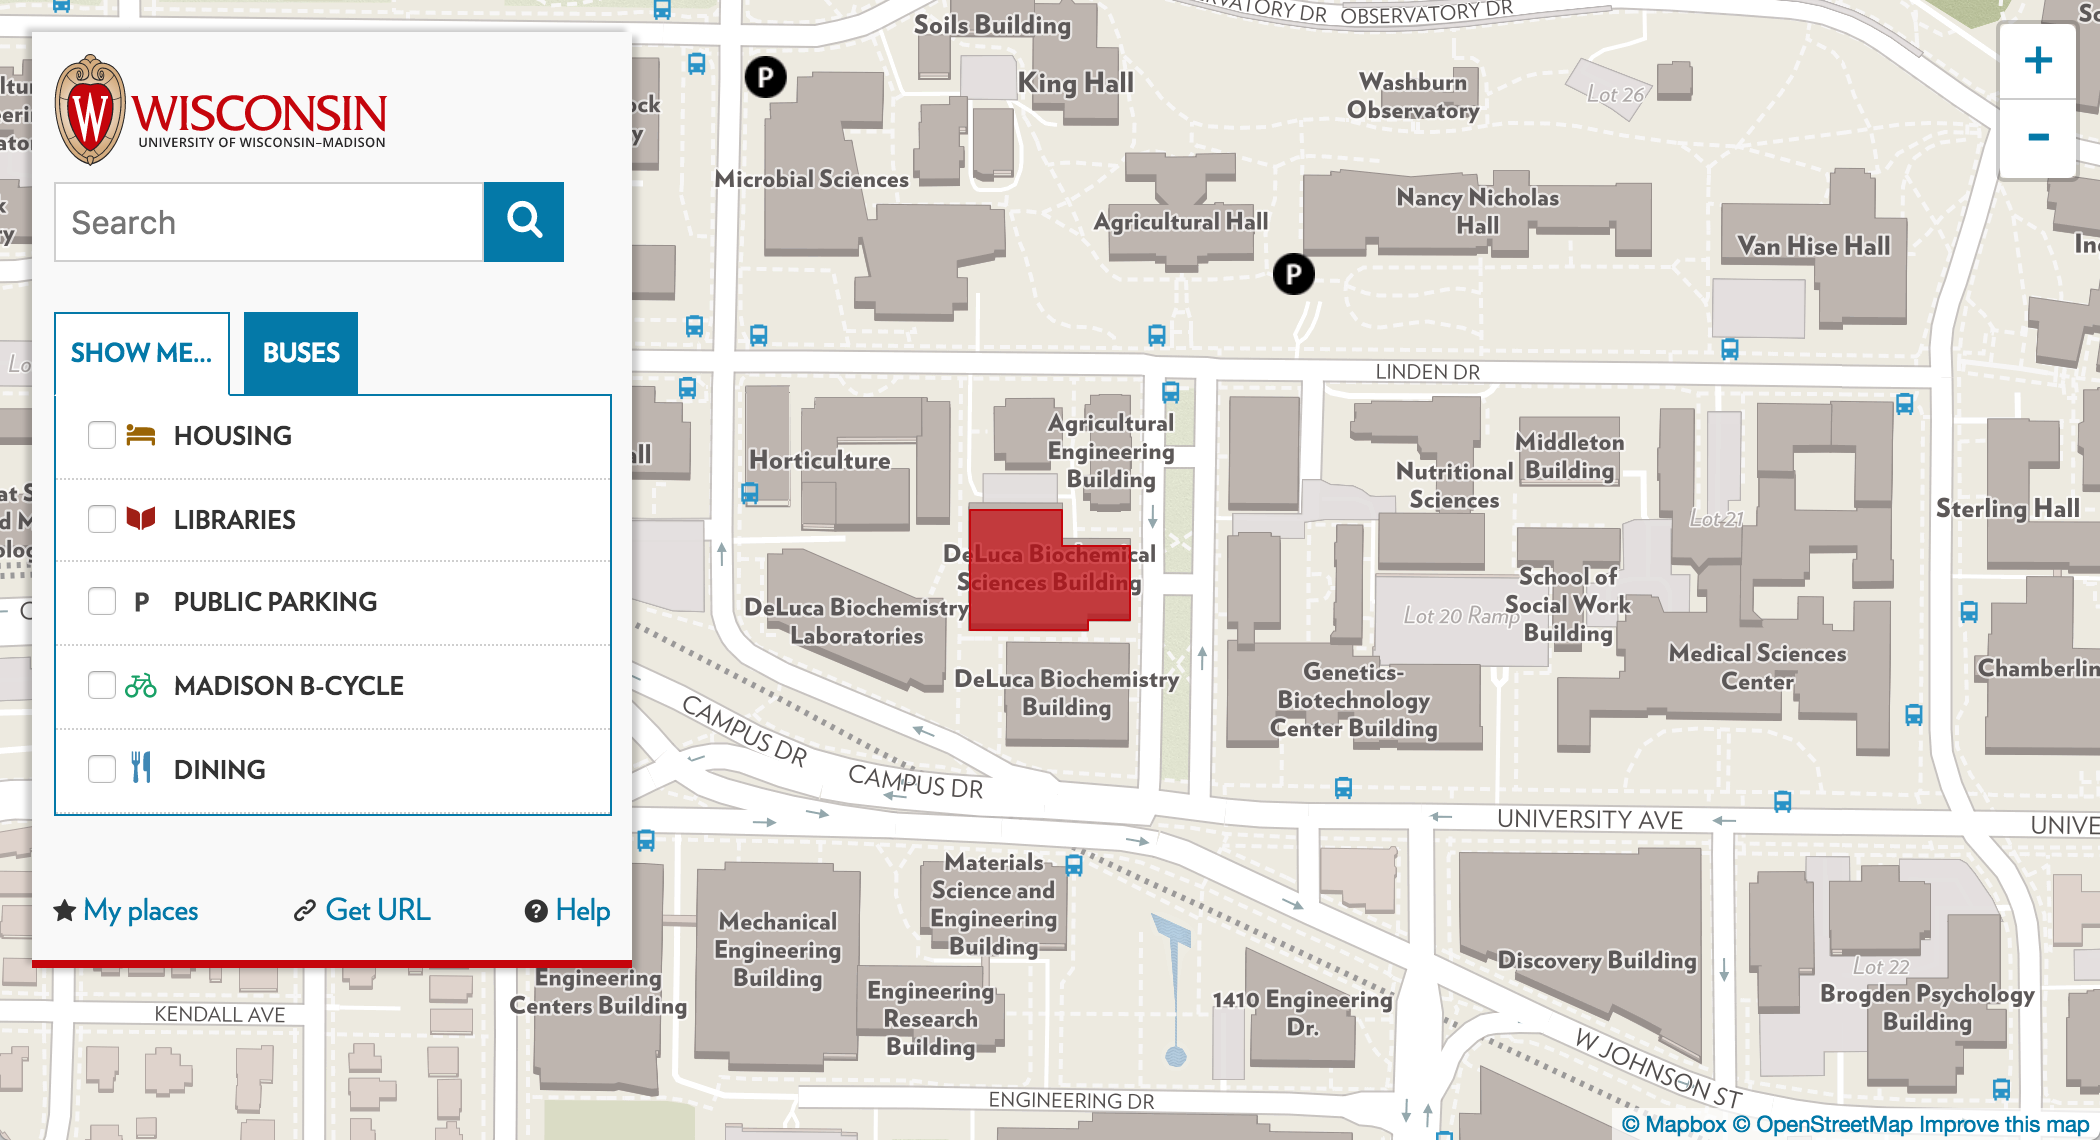 WISCONSIN
UNIVERSITY OF WISCONSIN–MADISON
Search
SHOW ME...
BUSES
HOUSING
LIBRARIES
P PUBLIC PARKING
MADISON B-CYCLE
DINING
My places
Get URL
Help
OBSERVATORY DR
Soils Building
King Hall
P
Washburn
Observatory
Lot 26
+
-
Microbial Sciences
Agricultural Hall
Nancy Nicholas
Hall
Van Hise Hall
P
LINDEN DR
Horticulture
Agricultural
Engineering
Building
Nutritional
Sciences
Middleton
Building
Lot 21
Sterling Hall
DeLuca Biochemical
Sciences Building
DeLuca Biochemistry
Laboratories
DeLuca Biochemistry
Building
Lot 20 Ramp
School of
Social Work
Building
Genetics-
Biotechnology
Center Building
Medical Sciences
Center
Chamberlin
CAMPUS DR
CAMPUS DR
UNIVERSITY AVE
UNIVE
Materials
Science and
Engineering
Building
Mechanical
Engineering
Building
Engineering
Research
Building
Engineering
Centers Building
1410 Engineering
Dr.
Discovery Building
Lot 22
Brogden Psychology
Building
KENDALL AVE
ENGINEERING DR
W JOHNSON ST
© Mapbox © OpenStreetMap Improve this map